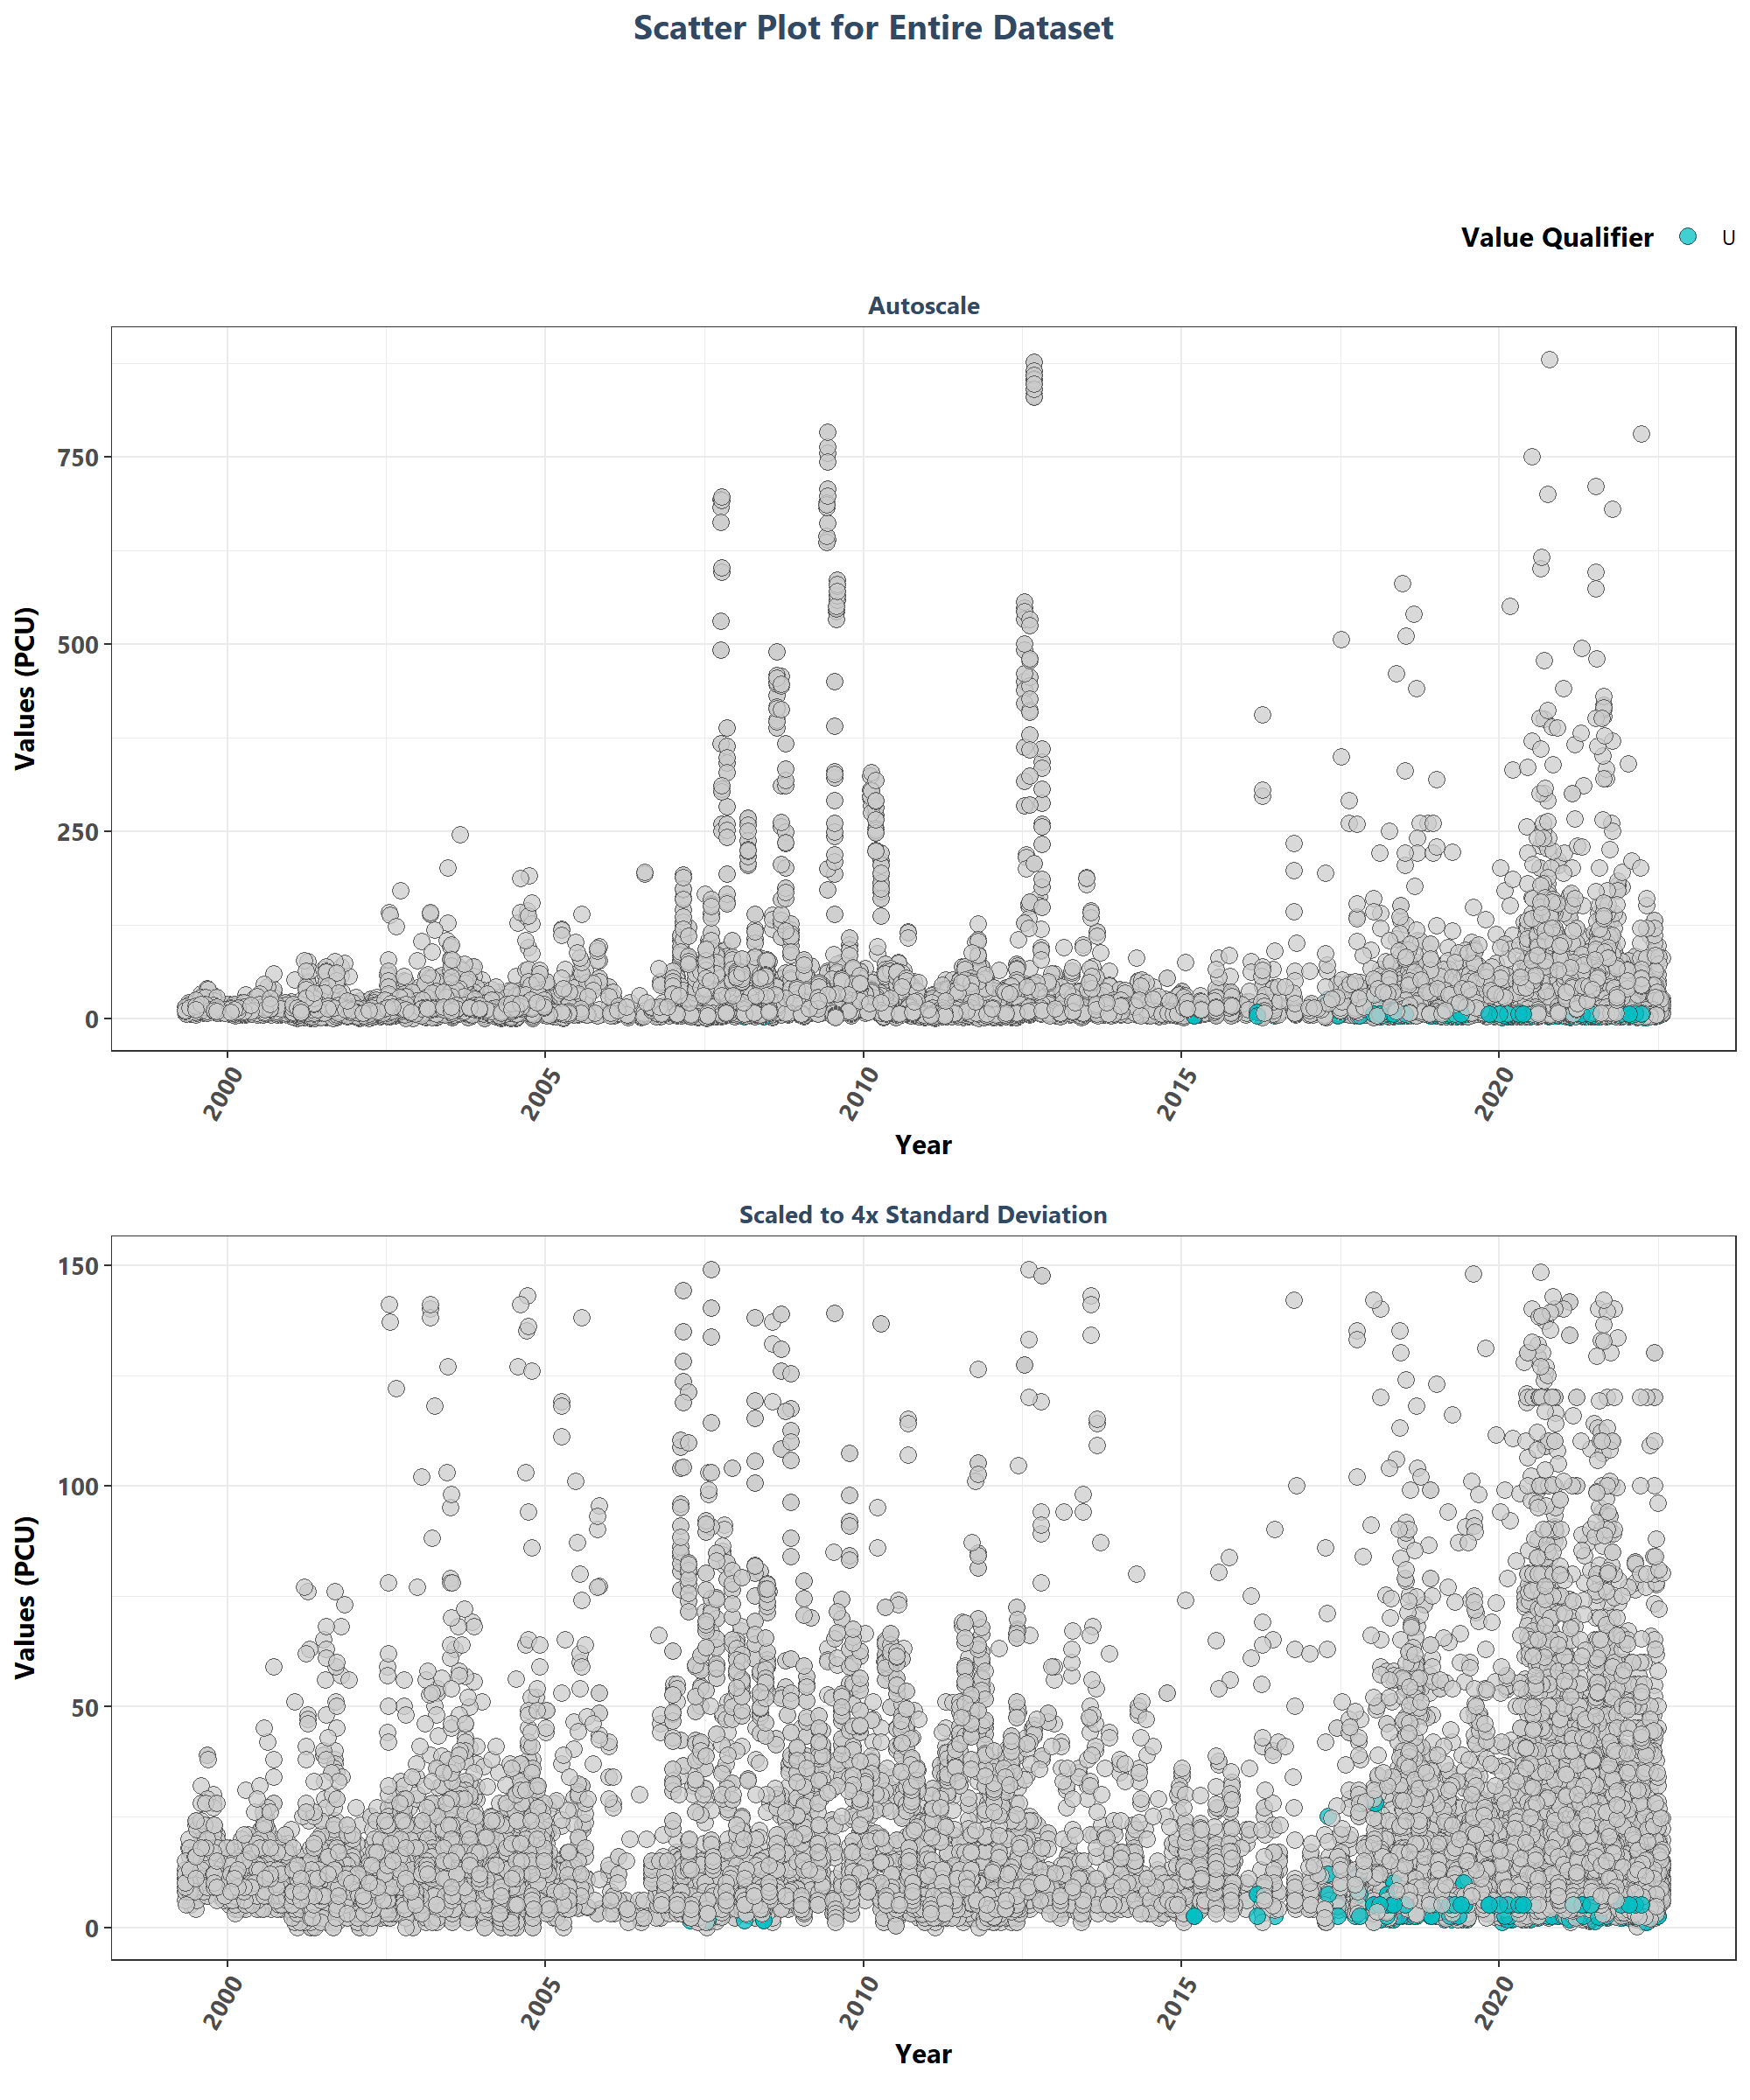 Scatter Plot for Entire Dataset
Value Qualifier U
Autoscale
Values (PCU)
750
500
250
0
2000 2005 2010 2015 2020
Year
Scaled to 4x Standard Deviation
Values (PCU)
150
100
50
0
2000 2005 2010 2015 2020
Year